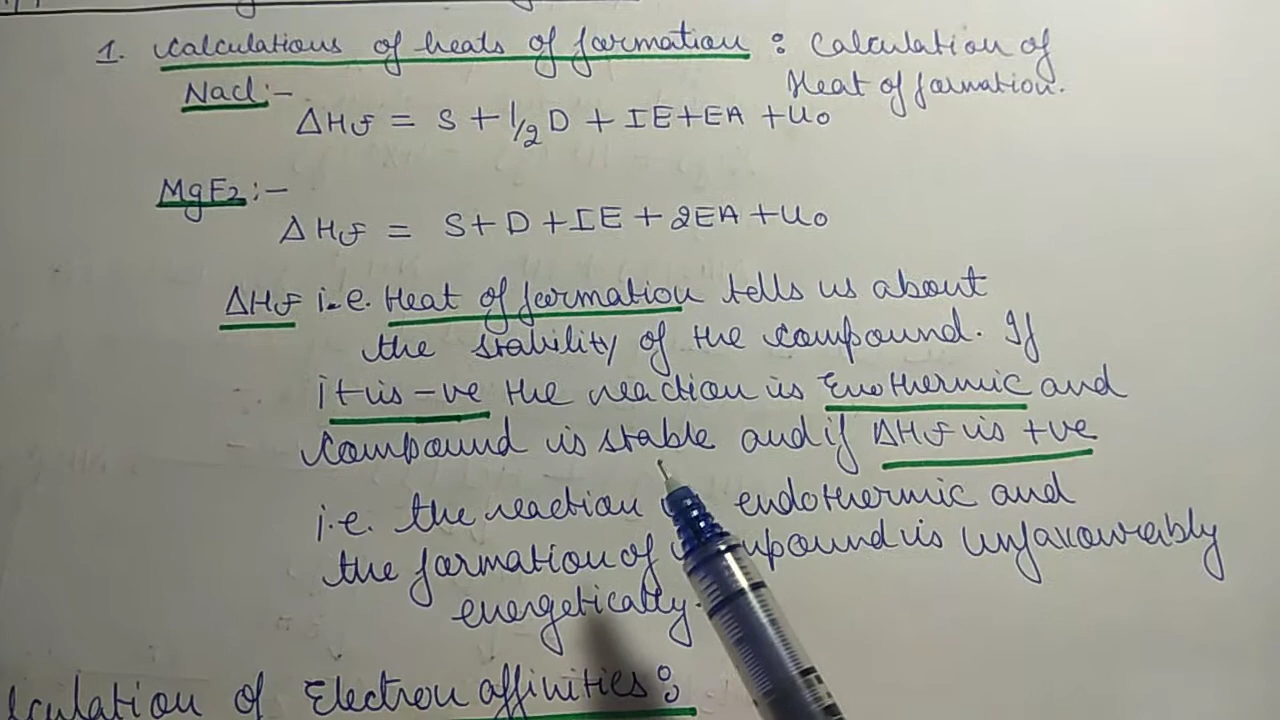 1. Calculations of heats of formation : Calculation of
Heat of formation.
Nacl:-
ΔHf = S + 1/2 D + IE + EA + U0
MgF2:-
ΔHf = S + D + IE + 2EA + U0
ΔHf i.e. Heat of formation tells us about
the stability of the compound. If
it is -ve the reaction is Exothermic and
Compound is stable and if ΔHf is +ve
i.e. the reaction endothermic and
the formation of is unfavourably
energetically.
of Electron affinities: